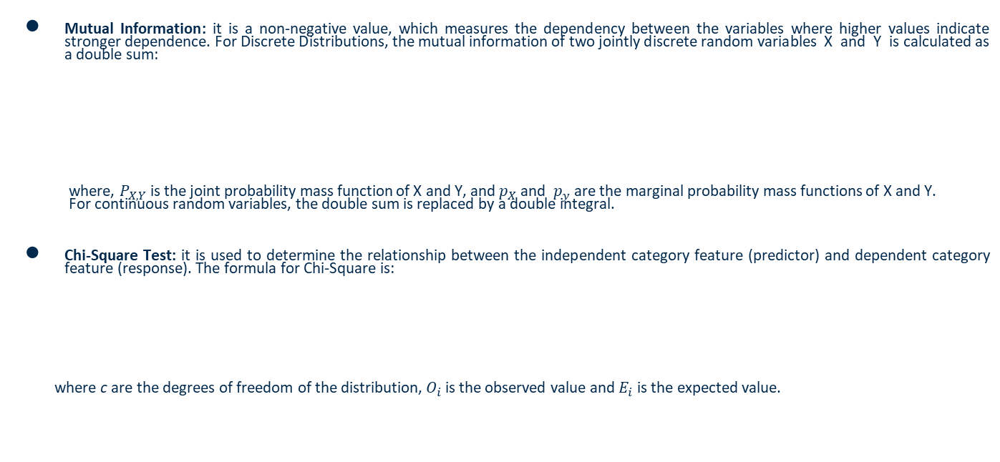 ● Mutual Information: it is a non-negative value, which measures the dependency between the variables where higher values indicate
stronger dependence. For Discrete Distributions, the mutual information of two jointly discrete random variables X and Y is calculated as
a double sum:
where, P_{X,Y} is the joint probability mass function of X and Y, and p_X and p_y are the marginal probability mass functions of X and Y.
For continuous random variables, the double sum is replaced by a double integral.
● Chi-Square Test: it is used to determine the relationship between the independent category feature (predictor) and dependent category
feature (response). The formula for Chi-Square is:
where c are the degrees of freedom of the distribution, O_i is the observed value and E_i is the expected value.